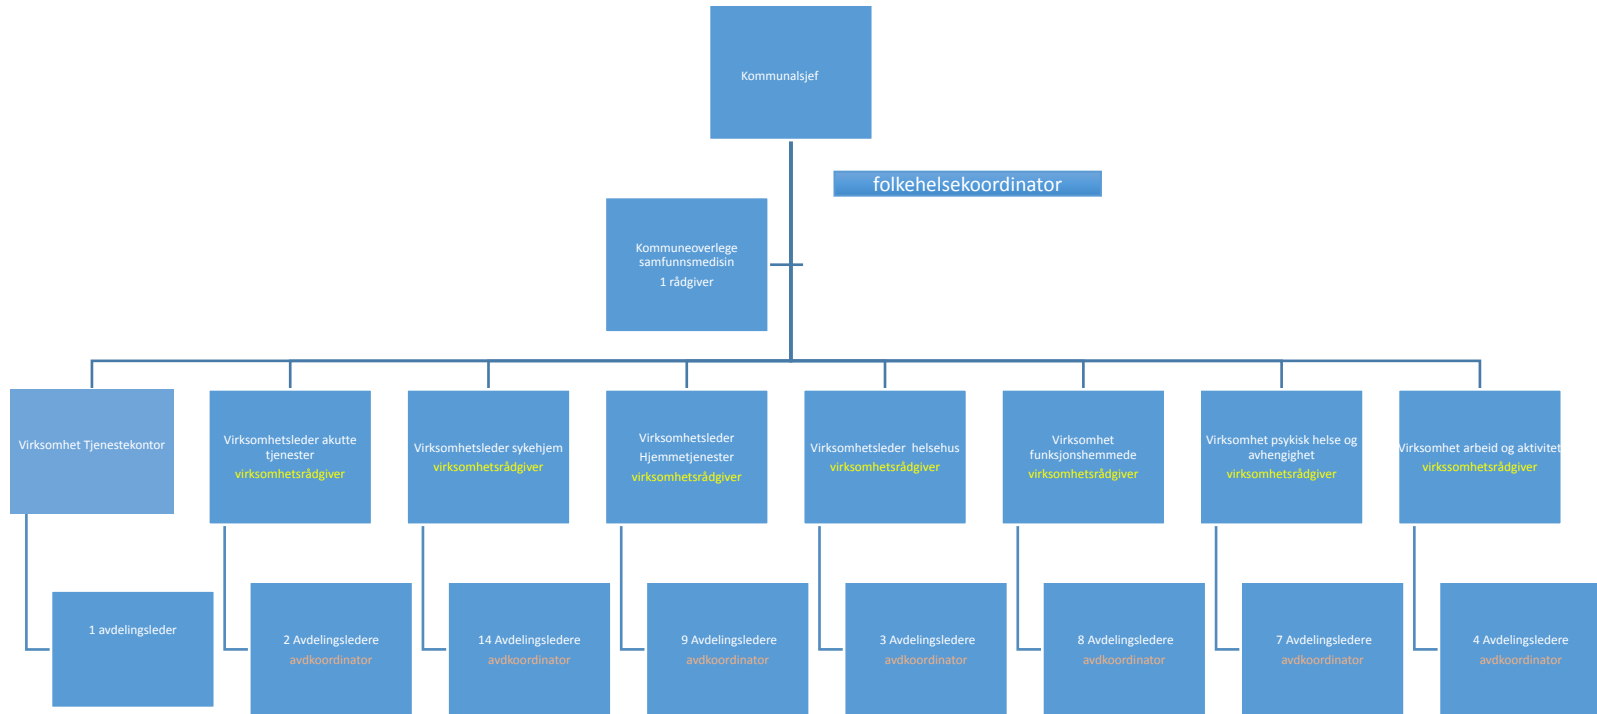 Kommunalsjef
folkehelsekoordinator
Kommuneoverlege
samfunnsmedisin
1 rådgiver
Virksomhet Tjenestekontor
Virksomhetsleder akutte
tjenester
virksomhetsrådgiver
Virksomhetsleder sykehjem
virksomhetsrådgiver
Virksomhetsleder
Hjemmetjenester
virksomhetsrådgiver
Virksomhetsleder helsehus
virksomhetsrådgiver
Virksomhet
funksjonshemmede
virksomhetsrådgiver
Virksomhet psykisk helse og
avhengighet
virksomhetsrådgiver
Virksomhet arbeid og aktivitet
virkssomhetsrådgiver
1 avdelingsleder
2 Avdelingsledere
avdkoordinator
14 Avdelingsledere
avdkoordinator
9 Avdelingsledere
avdkoordinator
3 Avdelingsledere
avdkoordinator
8 Avdelingsledere
avdkoordinator
7 Avdelingsledere
avdkoordinator
4 Avdelingsledere
avdkoordinator